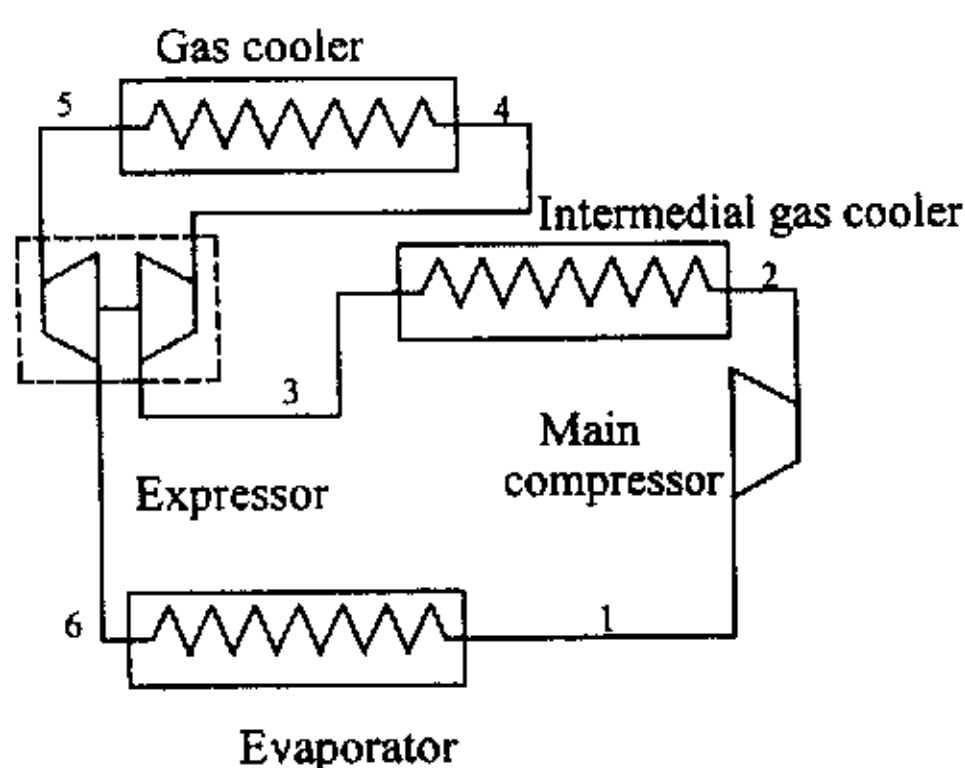 Gas cooler
5
4
Intermedial gas cooler
2
3
Main
compressor
Expressor
6
1
Evaporator